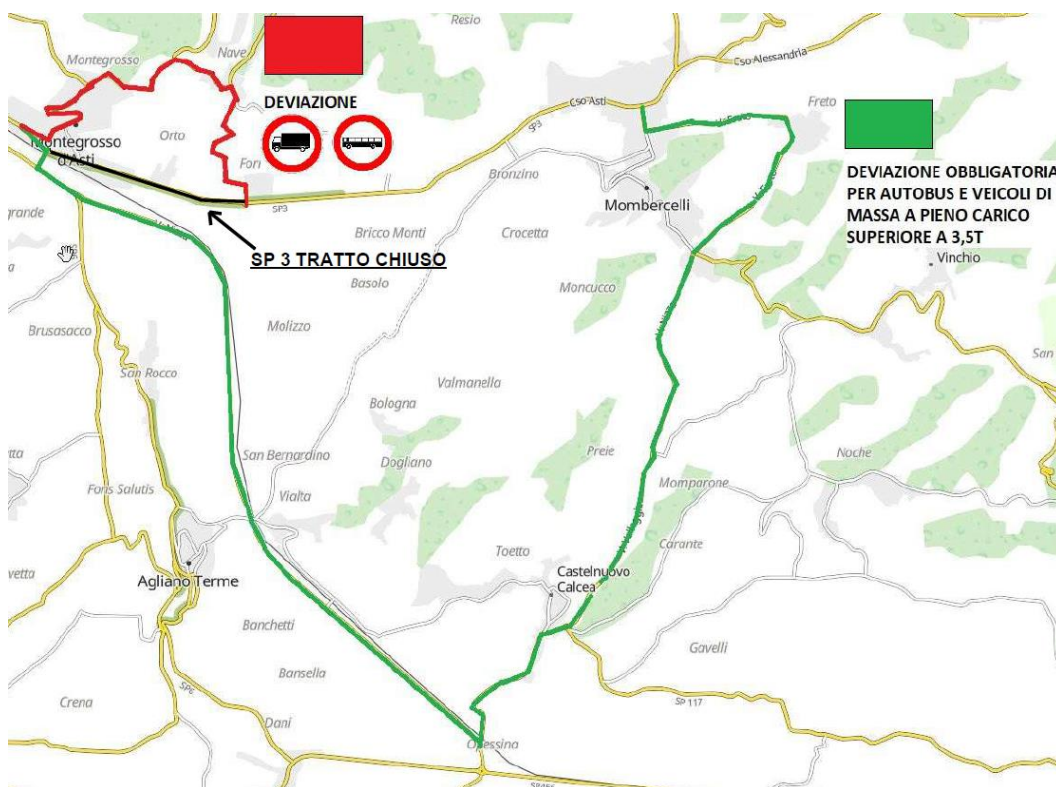 Resio
Nave
Montegrosso
Cso Alessandria
DEVIAZIONE
Freto
Cso Asti
SP3
Orto
Montegrosso
d'Asti
Bronzino
DEVIAZIONE OBBLIGATORIA
PER AUTOBUS E VEICOLI DI
MASSA A PIENO CARICO
SUPERIORE A 3,5T
SP3
Mombercelli
Bricco Monti
Crocetta
SP 3 TRATTO CHIUSO
Vinchio
Basolo
Moncucco
Molizzo
Brusasacco
San Rocco
Valmanella
Bologna
San Bernardino
Dogliano
Preie
Noche
Vialta
Momparone
Fons Salutis
Toetto
Carante
Castelnuovo
Calcea
Agliano Terme
Banchetti
Gavelli
Bansella
Crena
SP6
SP 117
Dani
Opessina